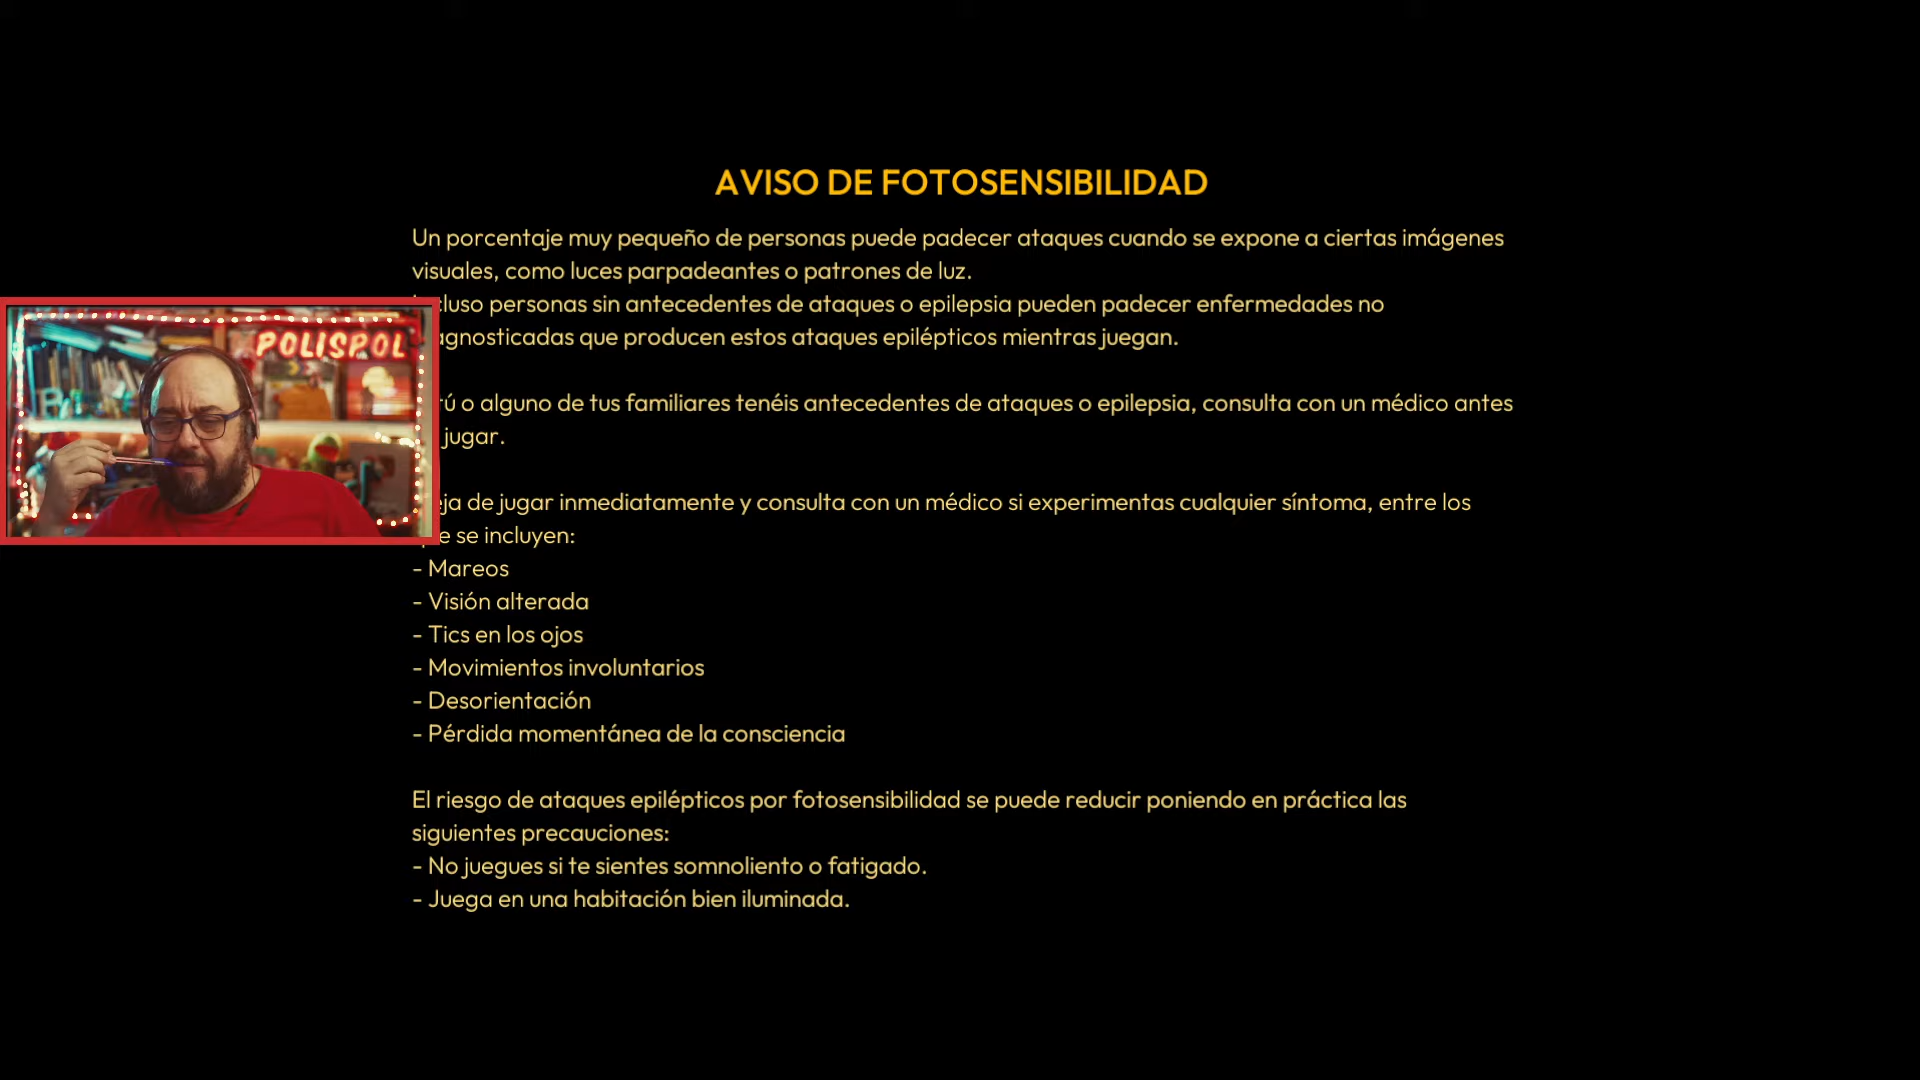 AVISO DE FOTOSENSIBILIDAD
Un porcentaje muy pequeño de personas puede padecer ataques cuando se expone a ciertas imágenes
visuales, como luces parpadeantes o patrones de luz.
personas sin antecedentes de ataques o epilepsia pueden padecer enfermedades no
que producen estos ataques epilépticos mientras juegan.
POLISPOL
tú o alguno de tus familiares tenéis antecedentes de ataques o epilepsia, consulta con un médico antes
jugar.
de jugar inmediatamente y consulta con un médico si experimentas cualquier síntoma, entre los
se incluyen:
- Mareos
- Visión alterada
- Tics en los ojos
- Movimientos involuntarios
- Desorientación
- Pérdida momentánea de la consciencia
El riesgo de ataques epilépticos por fotosensibilidad se puede reducir poniendo en práctica las
siguientes precauciones:
- No juegues si te sientes somnoliento o fatigado.
- Juega en una habitación bien iluminada.